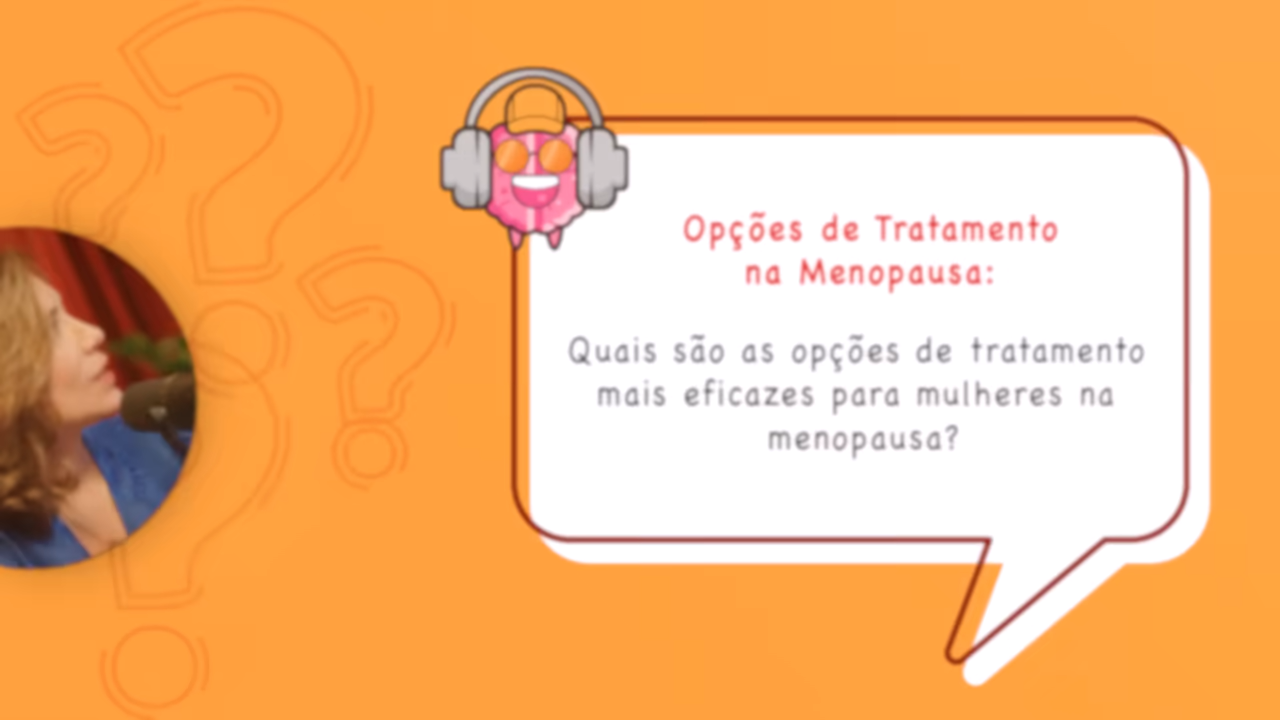 Opções de Tratamento
na Menopausa:
Quais são as opções de tratamento
mais eficazes para mulheres na
menopausa?